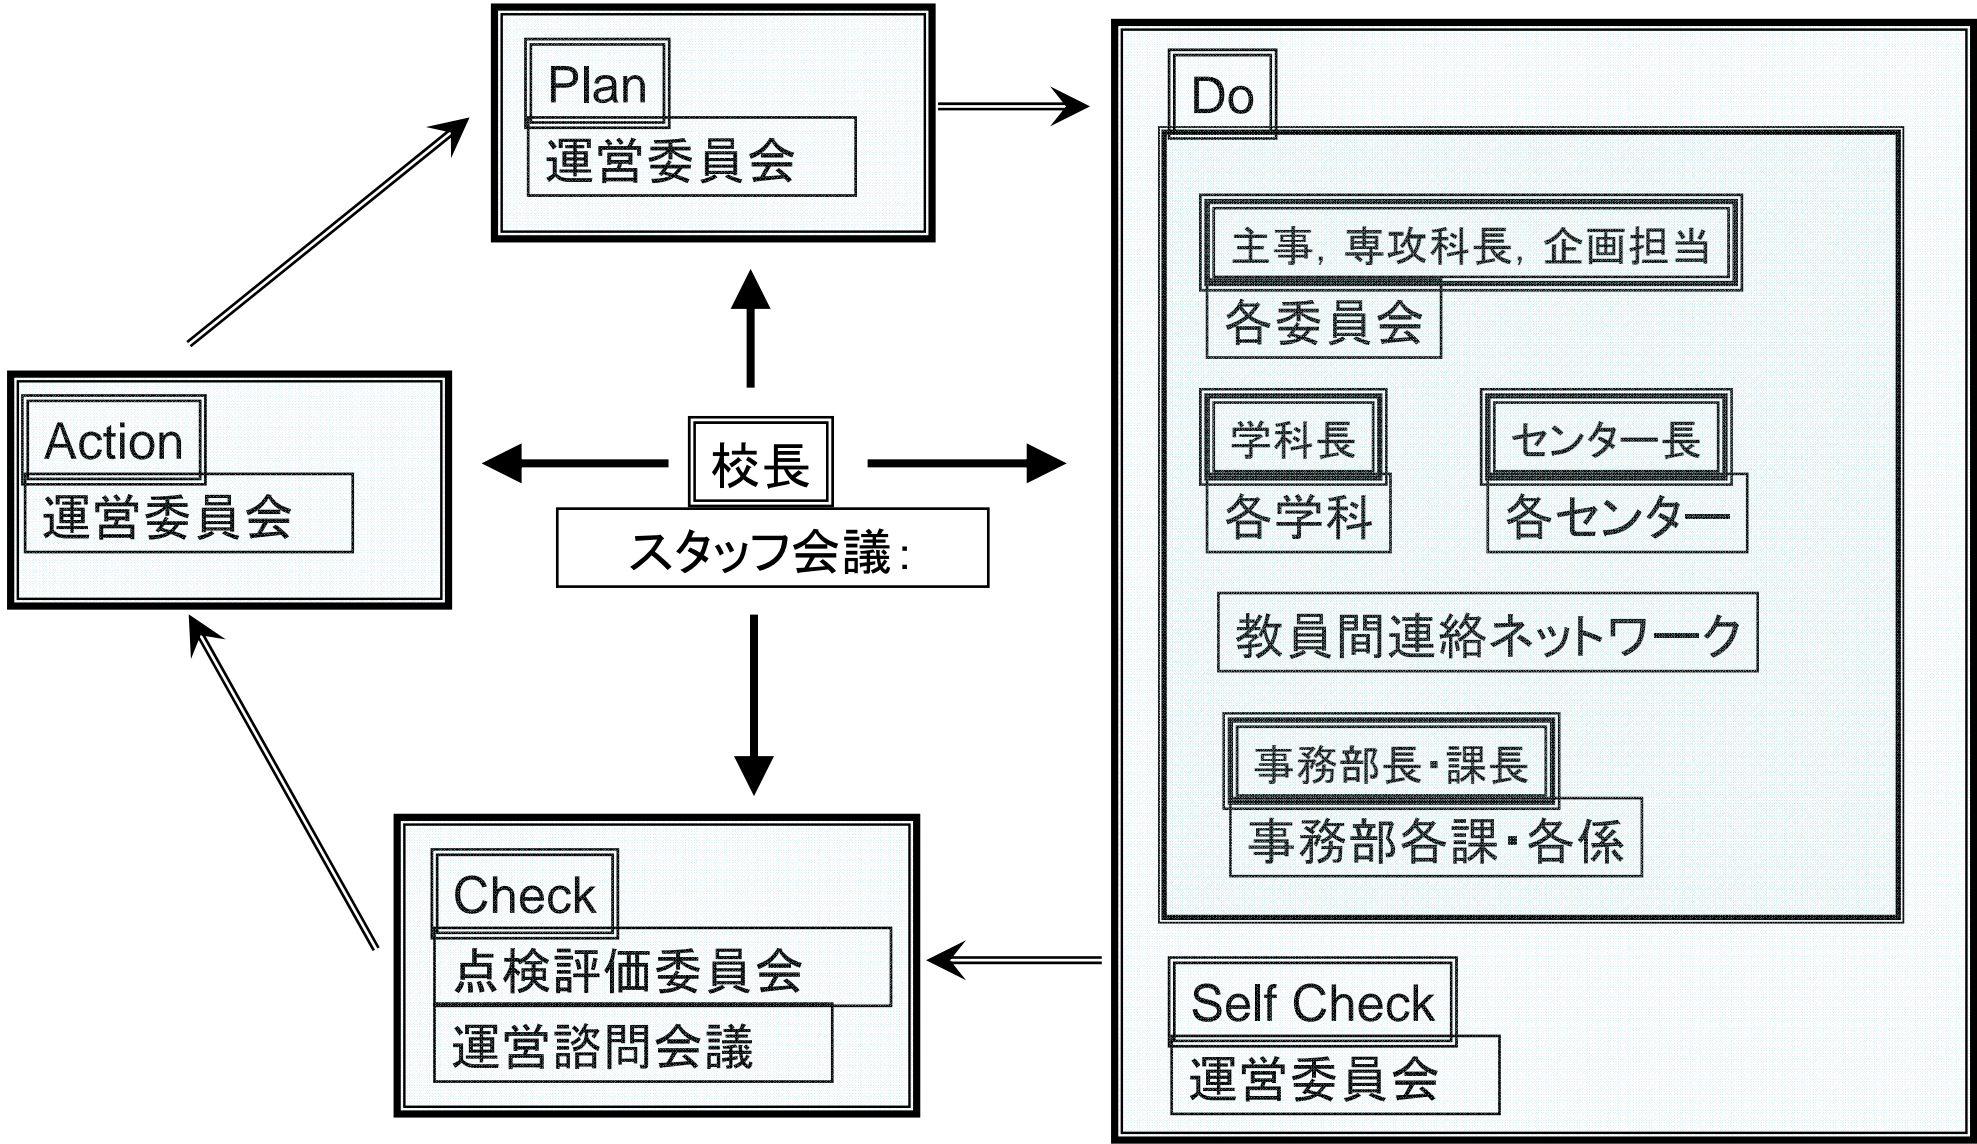 Plan
運営委員会
Do
主事, 専攻科長, 企画担当
各委員会
学科長
センター長
各学科
各センター
教員間連絡ネットワーク
事務部長・課長
事務部各課・各係
Self Check
運営委員会
Action
運営委員会
校長
スタッフ会議:
Check
点検評価委員会
運営諮問会議